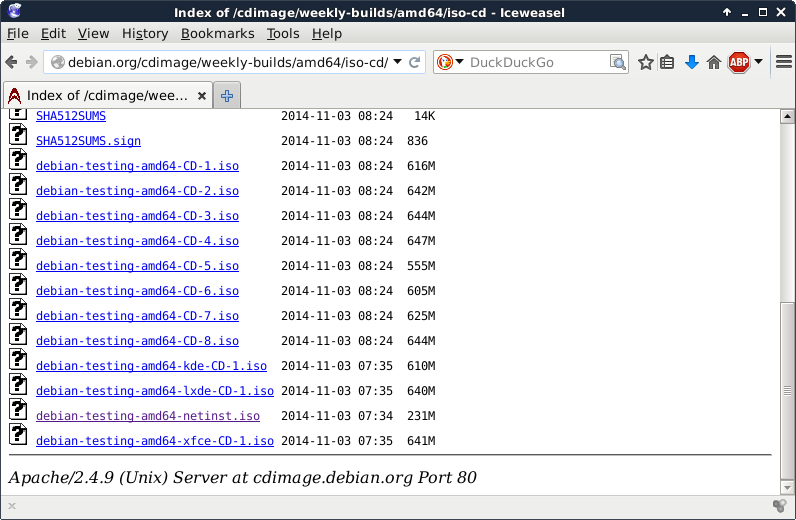 Index of /cdimage/weekly-builds/amd64/iso-cd - Iceweasel
File Edit View History Bookmarks Tools Help
debian.org/cdimage/weekly-builds/amd64/iso-cd/ DuckDuckGo ABP
Index of /cdimage/wee...
SHA512SUMS 2014-11-03 08:24 14K
SHA512SUMS.sign 2014-11-03 08:24 836
debian-testing-amd64-CD-1.iso 2014-11-03 08:24 616M
debian-testing-amd64-CD-2.iso 2014-11-03 08:24 642M
debian-testing-amd64-CD-3.iso 2014-11-03 08:24 644M
debian-testing-amd64-CD-4.iso 2014-11-03 08:24 647M
debian-testing-amd64-CD-5.iso 2014-11-03 08:24 555M
debian-testing-amd64-CD-6.iso 2014-11-03 08:24 605M
debian-testing-amd64-CD-7.iso 2014-11-03 08:24 625M
debian-testing-amd64-CD-8.iso 2014-11-03 08:24 644M
debian-testing-amd64-kde-CD-1.iso 2014-11-03 07:35 610M
debian-testing-amd64-lxde-CD-1.iso 2014-11-03 07:35 640M
debian-testing-amd64-netinst.iso 2014-11-03 07:34 231M
debian-testing-amd64-xfce-CD-1.iso 2014-11-03 07:35 641M
Apache/2.4.9 (Unix) Server at cdimage.debian.org Port 80